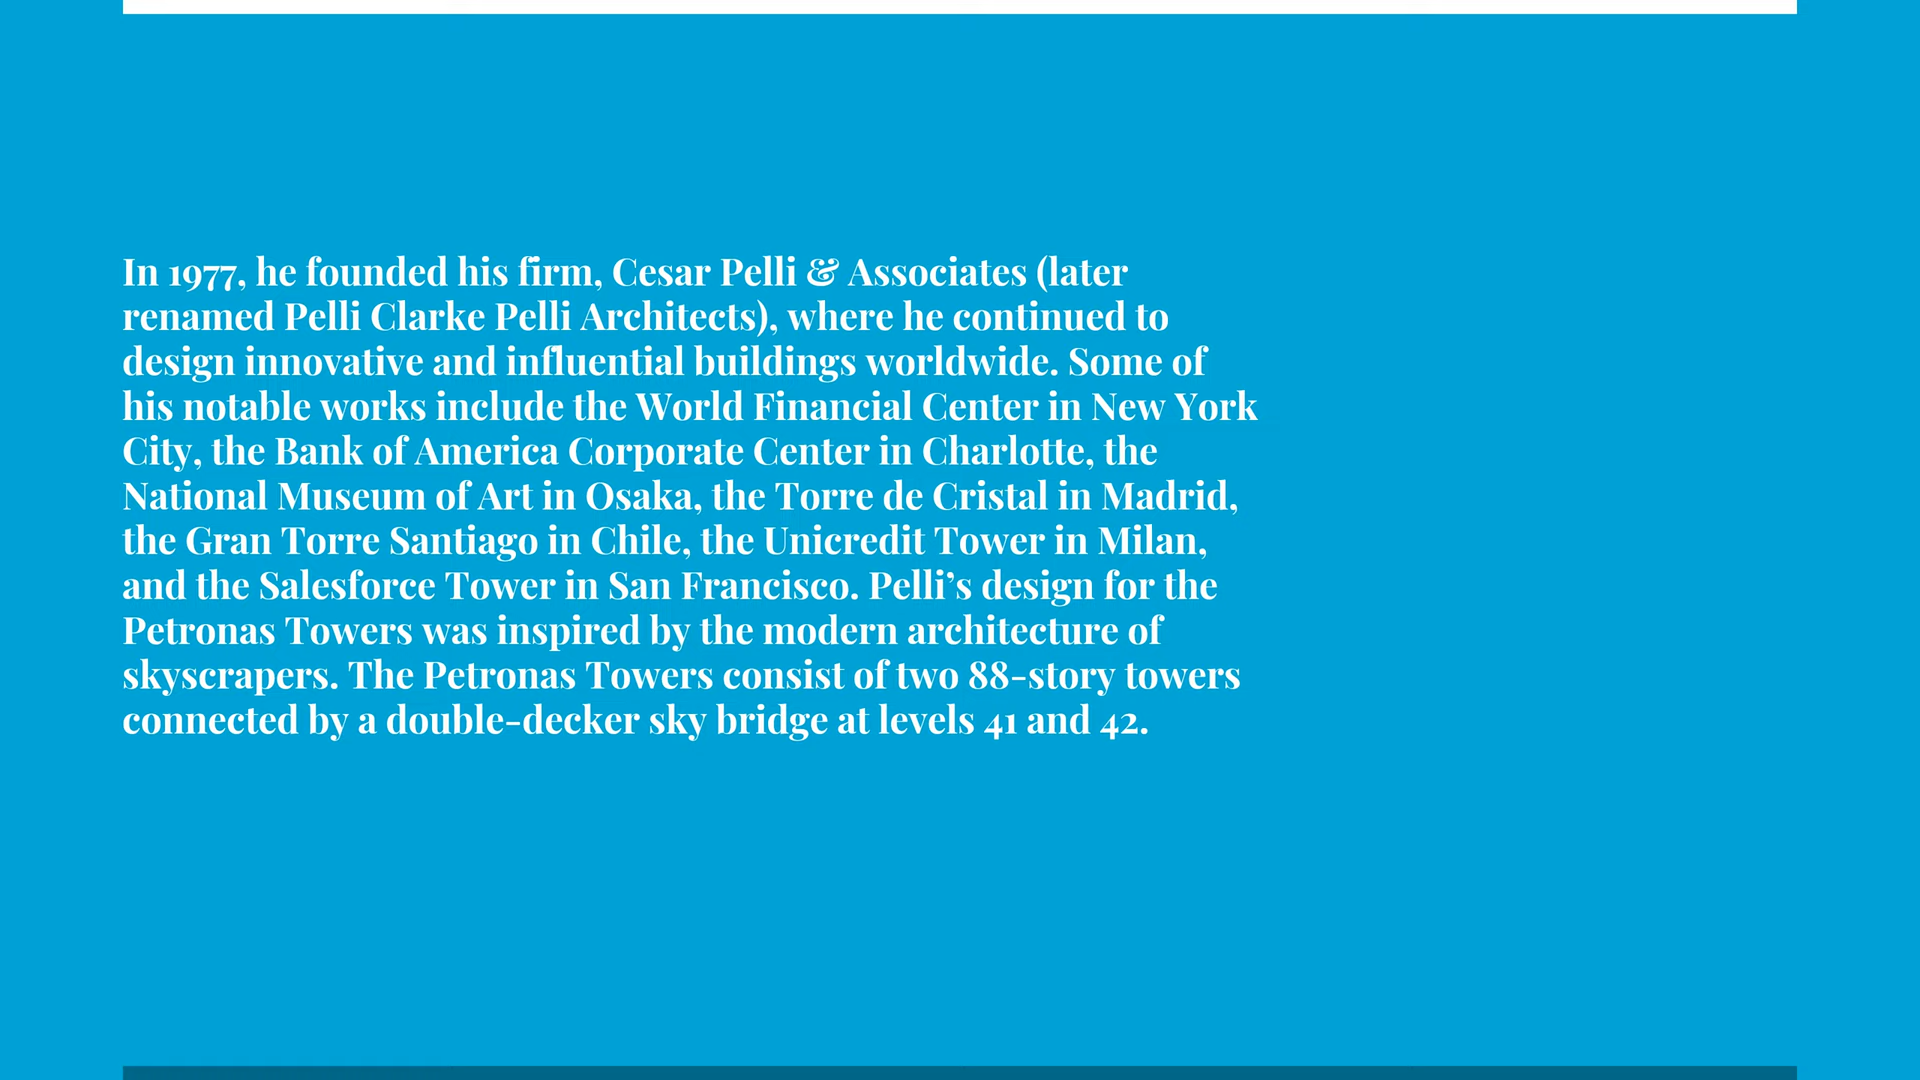 In 1977, he founded his firm, Cesar Pelli & Associates (later
renamed Pelli Clarke Pelli Architects), where he continued to
design innovative and influential buildings worldwide. Some of
his notable works include the World Financial Center in New York
City, the Bank of America Corporate Center in Charlotte, the
National Museum of Art in Osaka, the Torre de Cristal in Madrid,
the Gran Torre Santiago in Chile, the Unicredit Tower in Milan,
and the Salesforce Tower in San Francisco. Pelli’s design for the
Petronas Towers was inspired by the modern architecture of
skyscrapers. The Petronas Towers consist of two 88-story towers
connected by a double-decker sky bridge at levels 41 and 42.